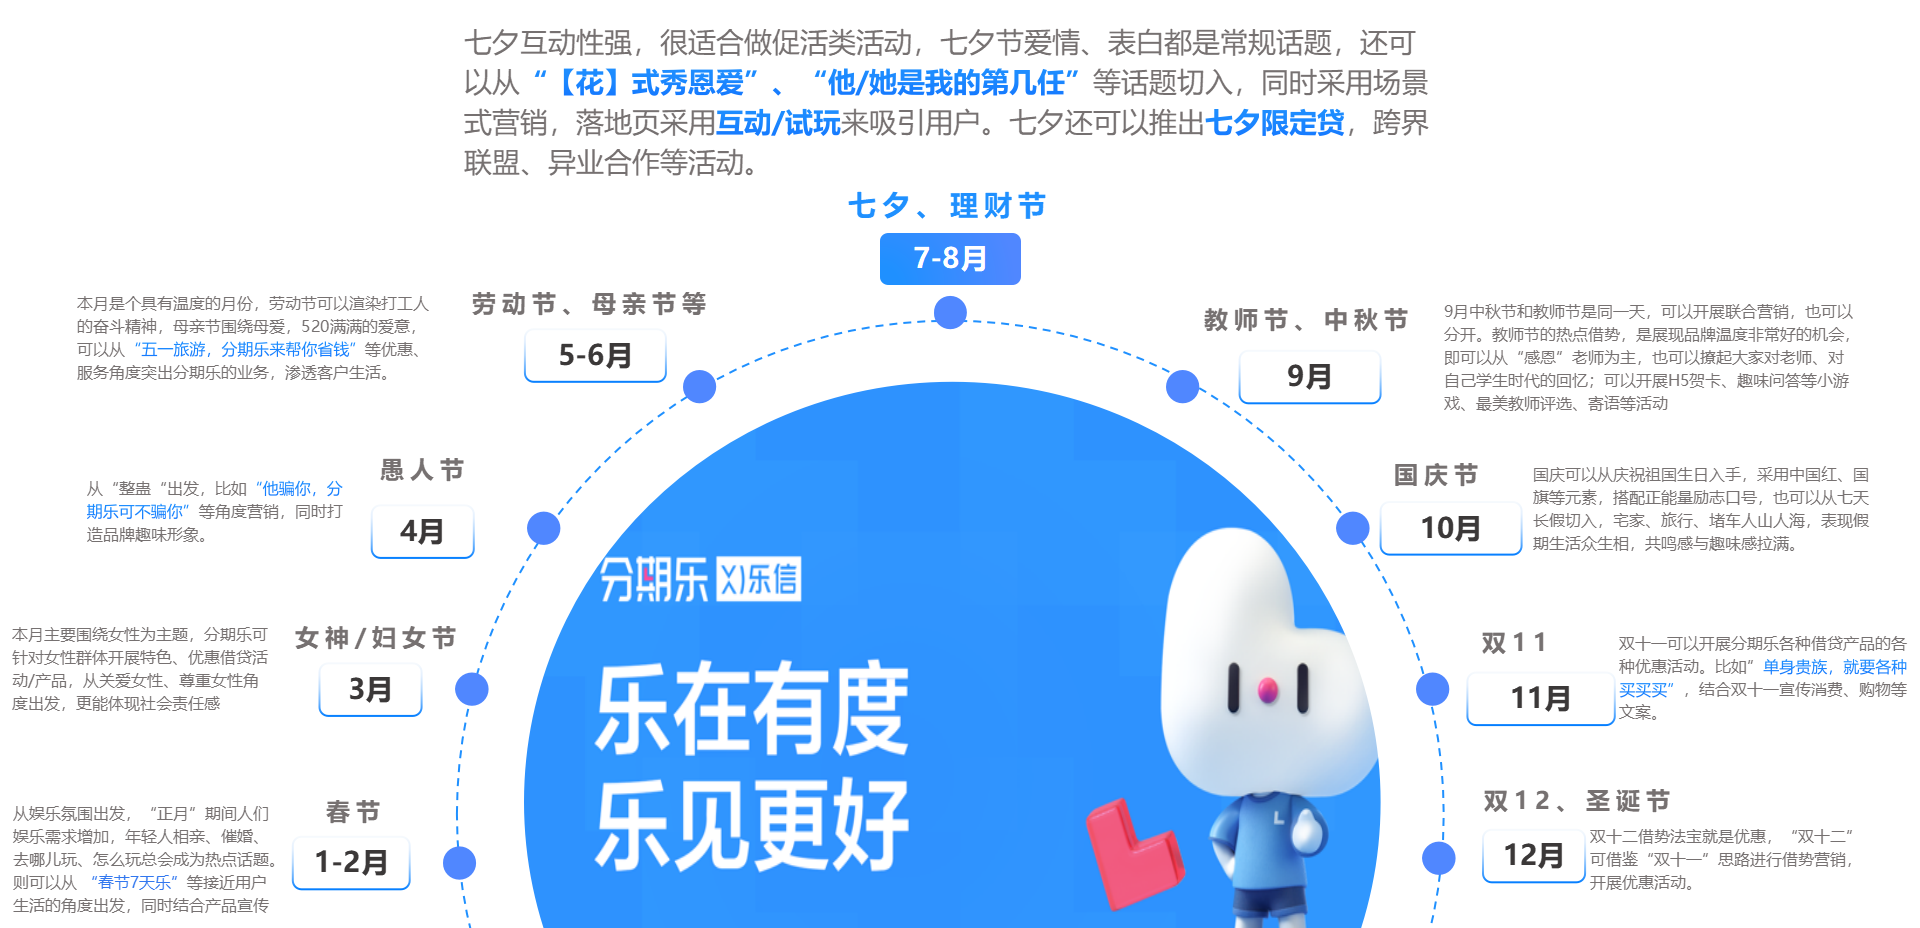 七夕互动性强，很适合做促活类活动，七夕节爱情、表白都是常规话题，还可
以从“【花】式秀恩爱”、“他/她是我的第几任”等话题切入，同时采用场景
式营销，落地页采用互动/试玩来吸引用户。七夕还可以推出七夕限定贷，跨界
联盟、异业合作等活动。
七夕、理财节
7-8月
劳动节、母亲节等
5-6月
本月是个具有温度的月份，劳动节可以渲染打工人
的奋斗精神，母亲节围绕母爱，520满满的爱意，
可以从“五一旅游，分期乐来帮你省钱”等优惠、
服务角度突出分期乐的业务，渗透客户生活。
教师节、中秋节
9月
9月中秋节和教师节是同一天，可以开展联合营销，也可以
分开。教师节的热点借势，是展现品牌温度非常好的机会，
即可以从“感恩”老师为主，也可以撩起大家对老师、对
自己学生时代的回忆；可以开展H5贺卡、趣味问答等小游
戏、最美教师评选、寄语等活动
愚人节
4月
从“整蛊“出发，比如“他骗你，分
期乐可不骗你”等角度营销，同时打
造品牌趣味形象。
国庆节
10月
国庆可以从庆祝祖国生日入手，采用中国红、国
旗等元素，搭配正能量励志口号，也可以从七天
长假切入，宅家、旅行、堵车人山人海，表现假
期生活众生相，共鸣感与趣味感拉满。
分期乐 乐信
乐在有度
乐见更好
L
女神/妇女节
3月
本月主要围绕女性为主题，分期乐可
针对女性群体开展特色、优惠借贷活
动/产品，从关爱女性、尊重女性角
度出发，更能体现社会责任感
双11
11月
双十一可以开展分期乐各种借贷产品的各
种优惠活动。比如”单身贵族，就要各种
买买买”，结合双十一宣传消费、购物等
文案。
春节
1-2月
从娱乐氛围出发，“正月”期间人们
娱乐需求增加，年轻人相亲、催婚、
去哪儿玩、怎么玩总会成为热点话题。
则可以从“春节7天乐”等接近用户
生活的角度出发，同时结合产品宣传
双12、圣诞节
12月
双十二借势法宝就是优惠，“双十二”
可借鉴“双十一”思路进行借势营销，
开展优惠活动。